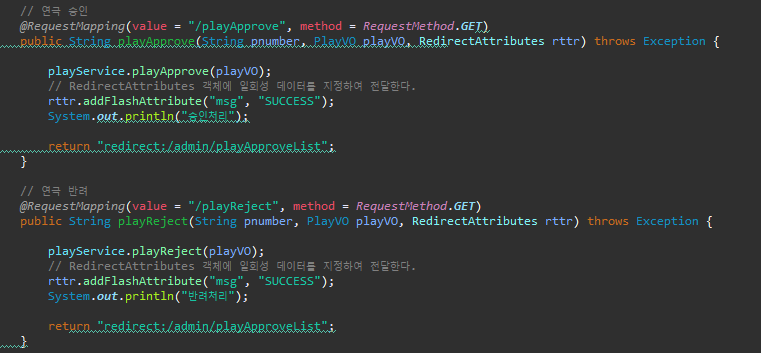 // 연극 승인
@RequestMapping(value = "/playApprove", method = RequestMethod.GET)
public String playApprove(String pnumber, PlayVO playVO, RedirectAttributes rttr) throws Exception {
playService.playApprove(playVO);
// RedirectAttributes 객체에 일회성 데이터를 지정하여 전달한다.
rttr.addFlashAttribute("msg", "SUCCESS");
System.out.println("승인처리");
return "redirect:/admin/playApproveList";
}
// 연극 반려
@RequestMapping(value = "/playReject", method = RequestMethod.GET)
public String playReject(String pnumber, PlayVO playVO, RedirectAttributes rttr) throws Exception {
playService.playReject(playVO);
// RedirectAttributes 객체에 일회성 데이터를 지정하여 전달한다.
rttr.addFlashAttribute("msg", "SUCCESS");
System.out.println("반려처리");
return "redirect:/admin/playApproveList";
}